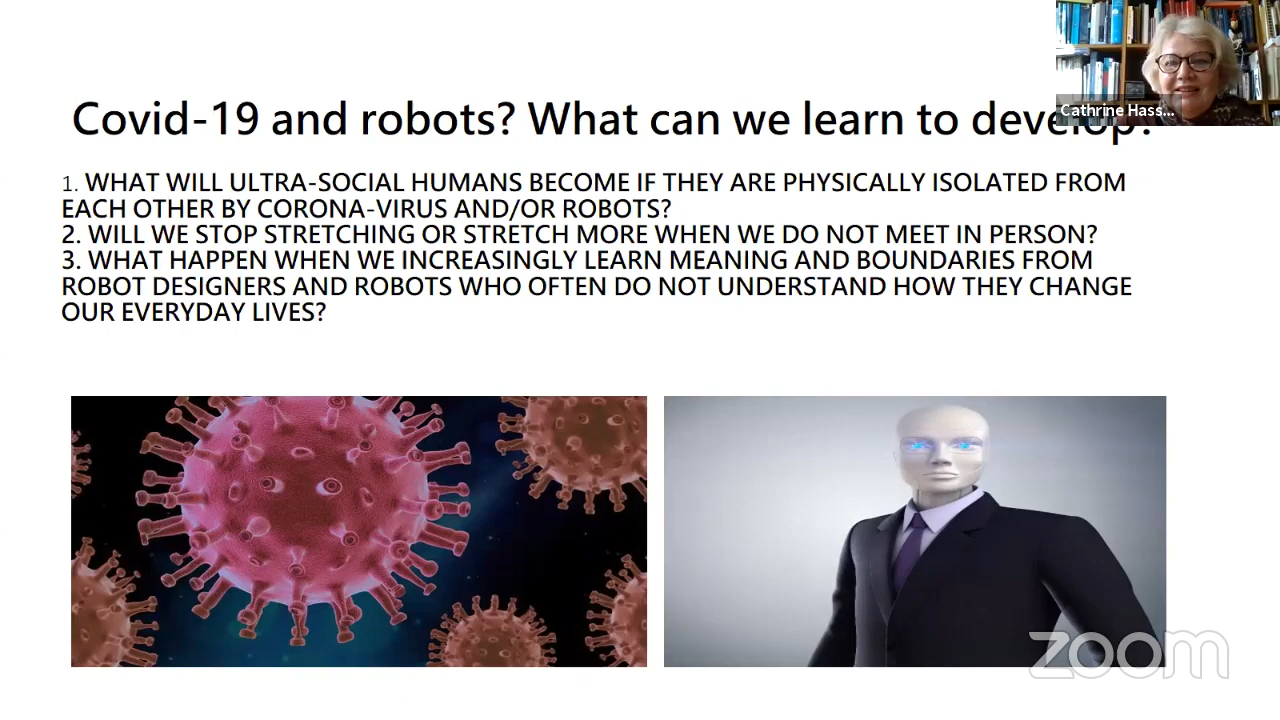 Cathrine Hass...
Covid-19 and robots? What can we learn to develop?
1. WHAT WILL ULTRA-SOCIAL HUMANS BECOME IF THEY ARE PHYSICALLY ISOLATED FROM
EACH OTHER BY CORONA-VIRUS AND/OR ROBOTS?
2. WILL WE STOP STRETCHING OR STRETCH MORE WHEN WE DO NOT MEET IN PERSON?
3. WHAT HAPPEN WHEN WE INCREASINGLY LEARN MEANING AND BOUNDARIES FROM
ROBOT DESIGNERS AND ROBOTS WHO OFTEN DO NOT UNDERSTAND HOW THEY CHANGE
OUR EVERYDAY LIVES?
zoom